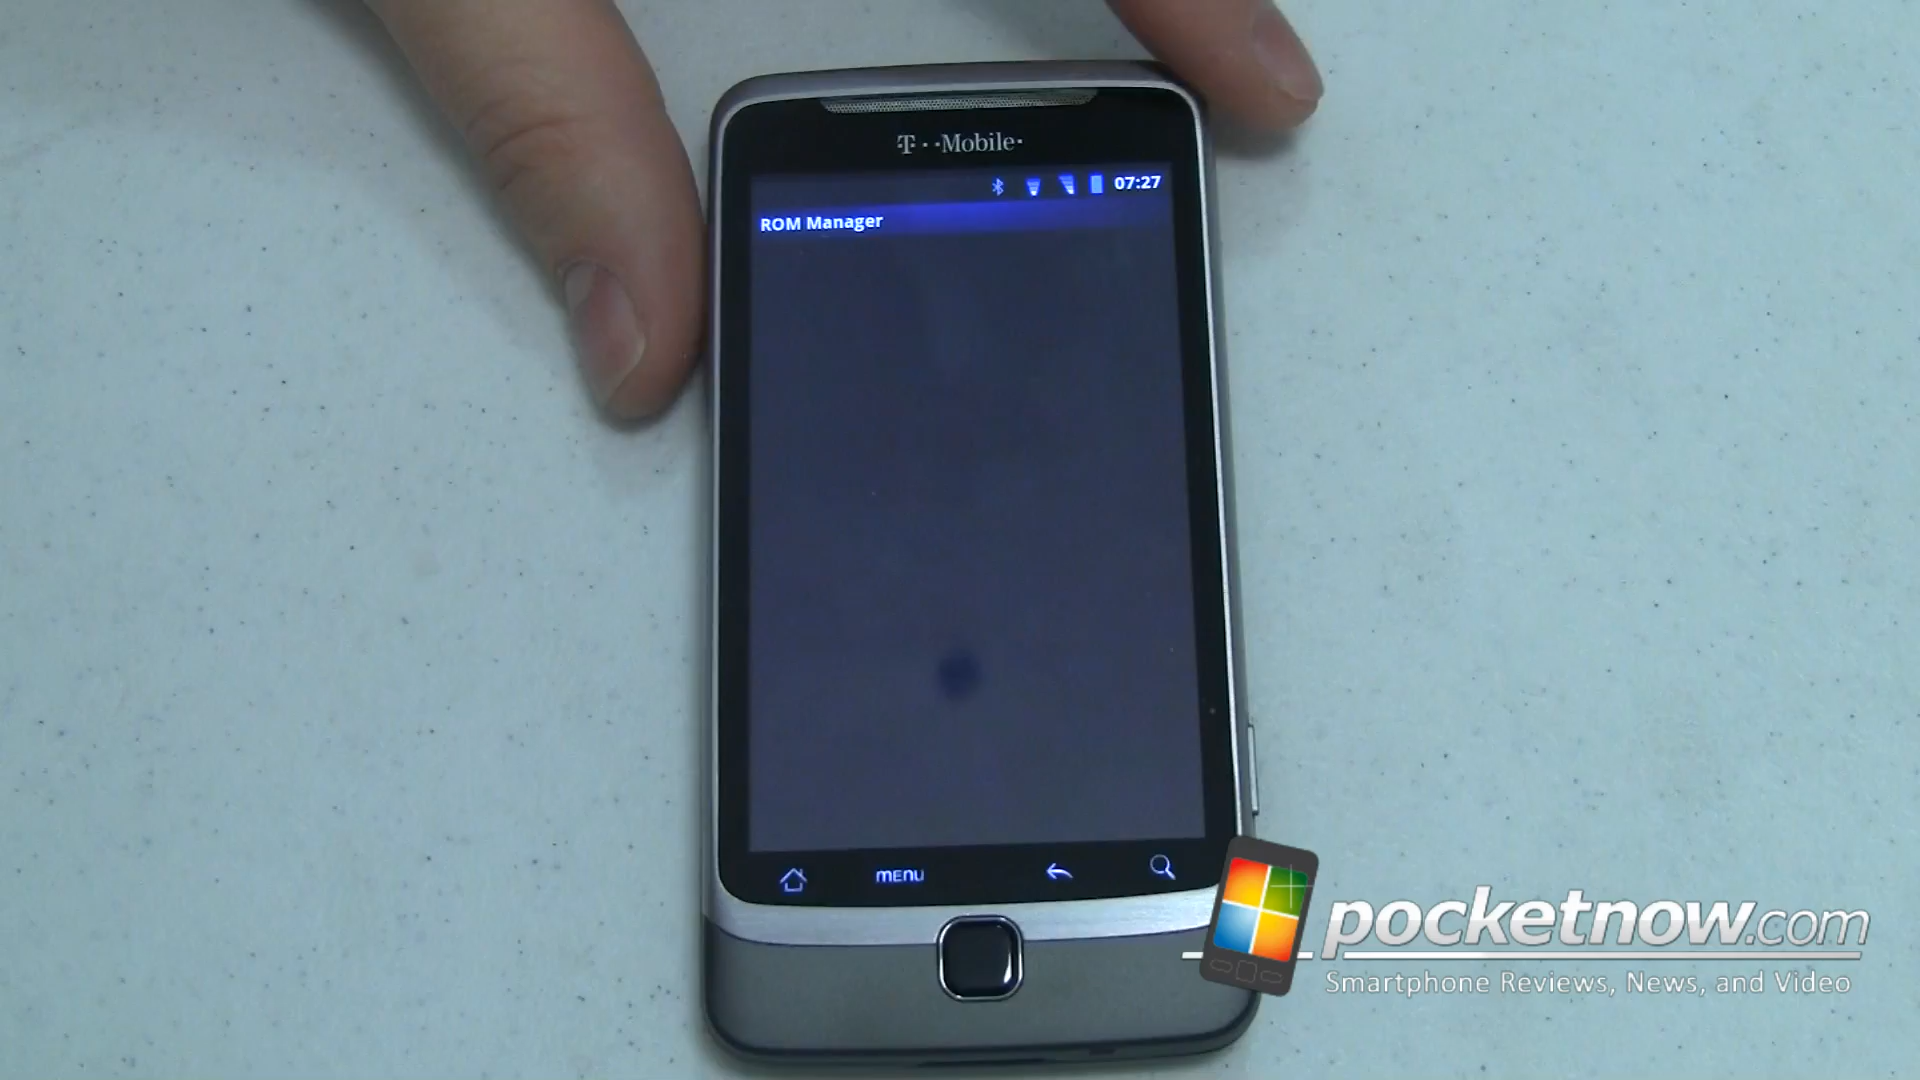 T··Mobile·
07:27
ROM Manager
MENU
pocketnow.com
Smartphone Reviews, News, and Video